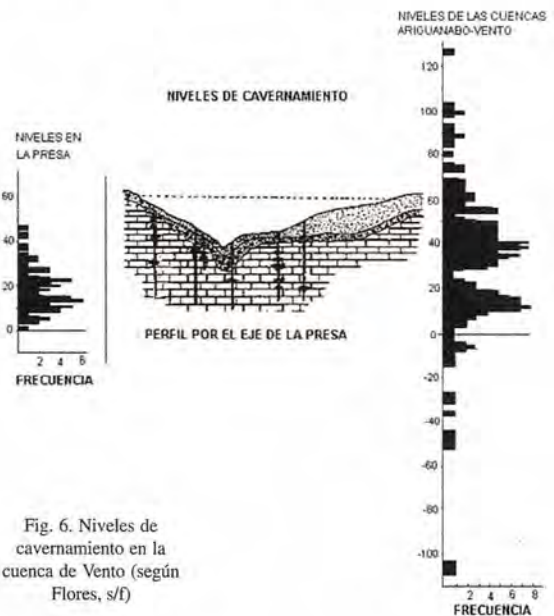 NIVELES DE LAS CUENCAS
ARIGUANABO-VENTO
120
100
80
60
40
20
0
-20
-40
-60
-80
-100
2 4 6 8
FRECUENCIA
NIVELES DE CAVERNAMIENTO
NIVELES EN
LA PRESA
60
40
20
0
2 4 6
FRECUENCIA
PERFIL POR EL EJE DE LA PRESA
Fig. 6. Niveles de
cavernamiento en la
cuenca de Vento (según
Flores, s/f)